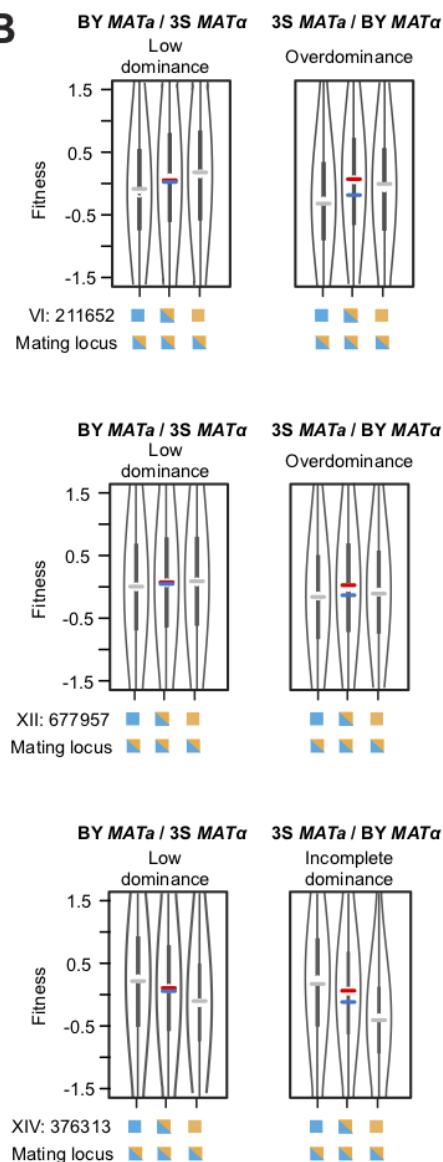 B
BY MATa / 3S MATα
3S MATa / BY MATα
Low
dominance
Overdominance
Fitness
1.5
0.5
-0.5
-1.5
VI: 211652
Mating locus
BY MATa / 3S MATα
3S MATa / BY MATα
Low
dominance
Overdominance
Fitness
1.5
0.5
-0.5
-1.5
XII: 677957
Mating locus
BY MATa / 3S MATα
3S MATa / BY MATα
Low
dominance
Incomplete
dominance
Fitness
1.5
0.5
-0.5
-1.5
XIV: 376313
Mating locus